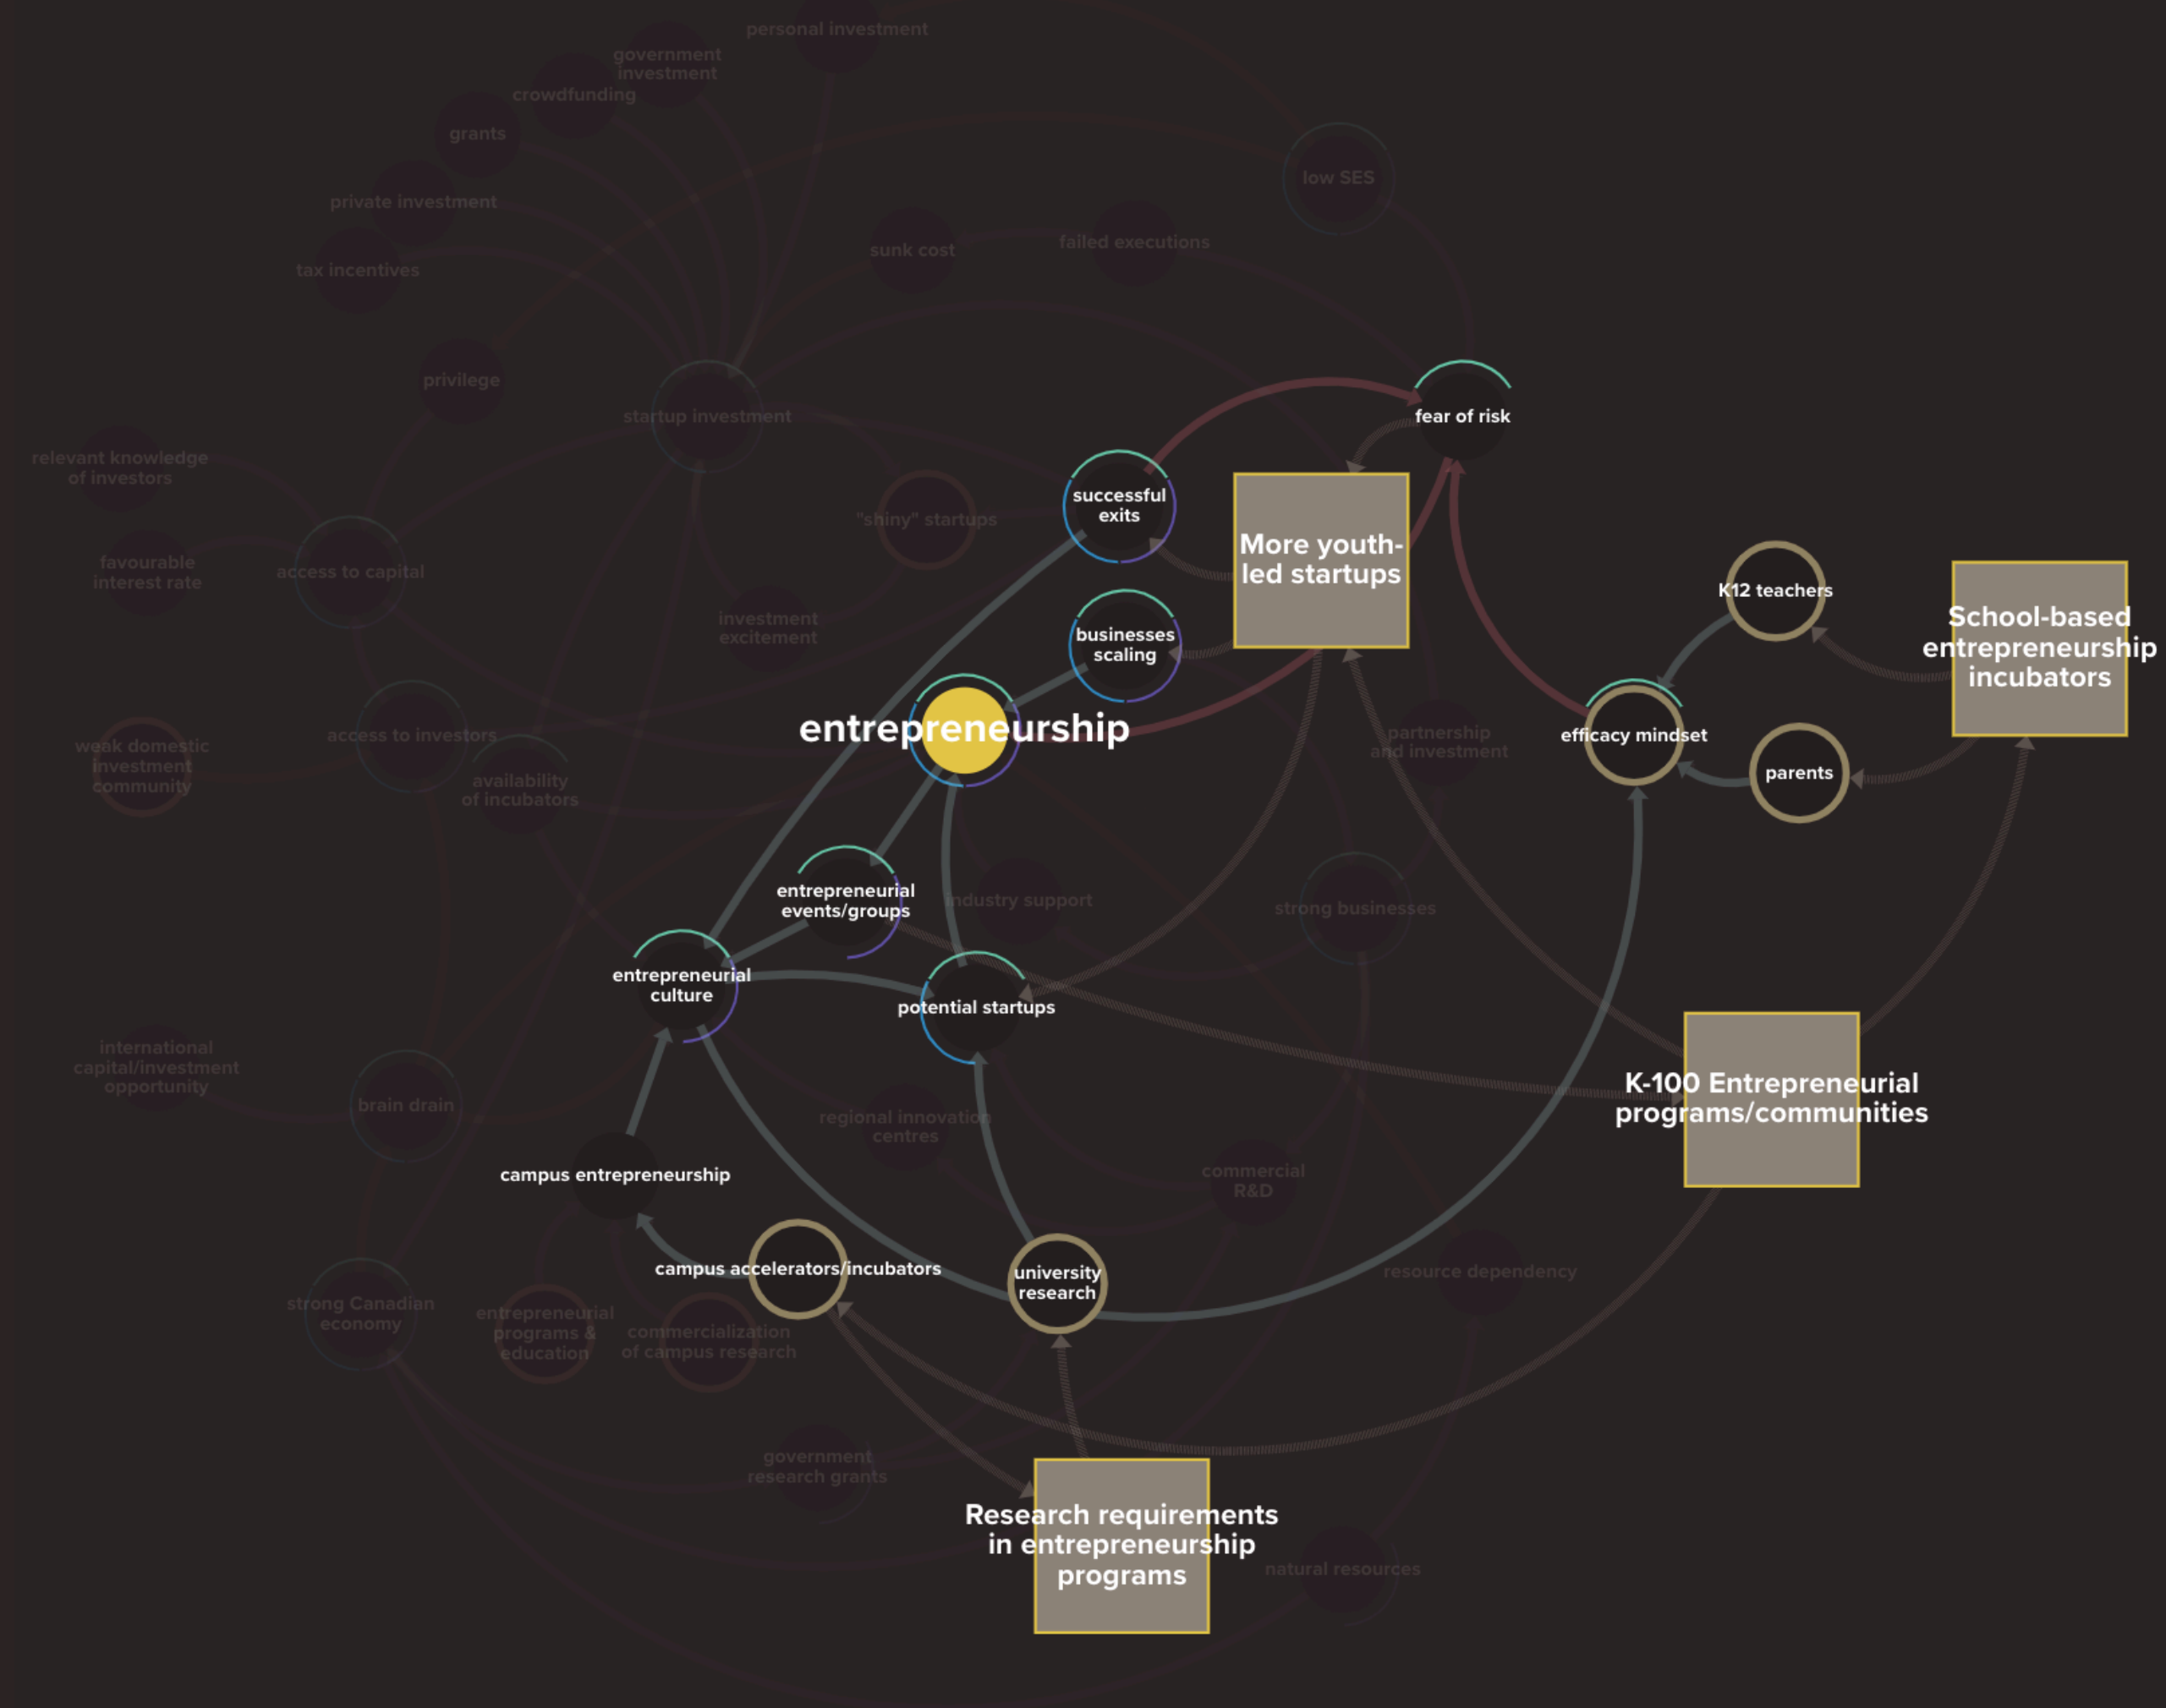 personal investment
government
investment
crowdfunding
grants
private investment
tax incentives
low SES
sunk cost
failed executions
privilege
startup investment
fear of risk
relevant knowledge
of investors
successful
exits
"shiny" startups
More youth-
led startups
favourable
interest rate
access to capital
K12 teachers
investment
excitement
businesses
scaling
School-based
entrepreneurship
incubators
entrepreneurship
access to investors
weak domestic
investment
community
partnership
and investment
efficacy mindset
parents
availability
of incubators
entrepreneurial
events/groups
industry support
strong businesses
entrepreneurial
culture
potential startups
international
capital/investment
opportunity
brain drain
regional innovation
centres
K-100 Entrepreneurial
programs/communities
campus entrepreneurship
commercial
R&D
campus accelerators/incubators
university
research
resource dependency
strong Canadian
economy
entrepreneurial
programs &
education
commercialization
of campus research
government
research grants
Research requirements
in entrepreneurship
programs
natural resources